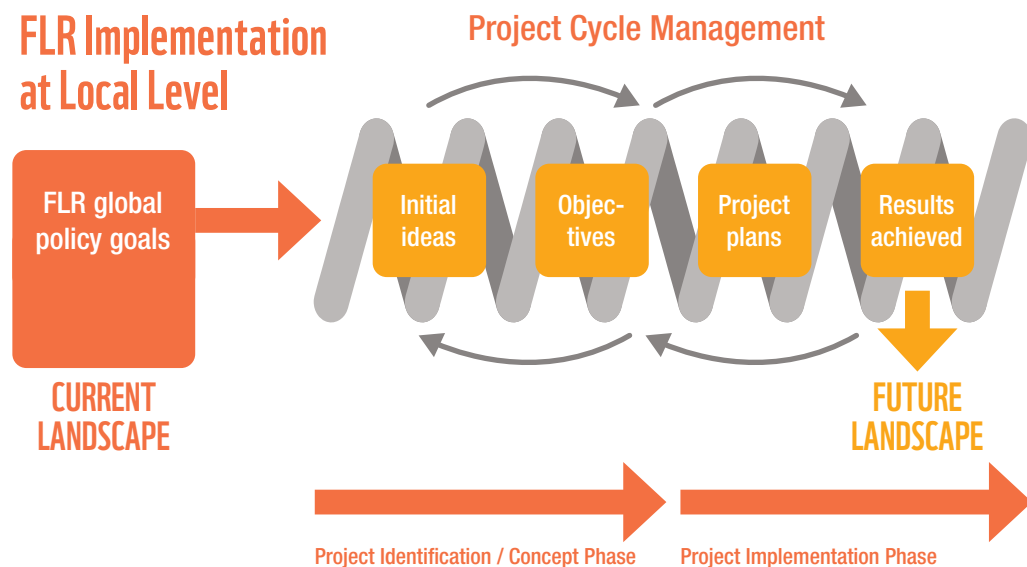 FLR Implementation
at Local Level
Project Cycle Management
FLR global
policy goals
Initial
ideas
Objec-
tives
Project
plans
Results
achieved
CURRENT
LANDSCAPE
FUTURE
LANDSCAPE
Project Identification / Concept Phase
Project Implementation Phase